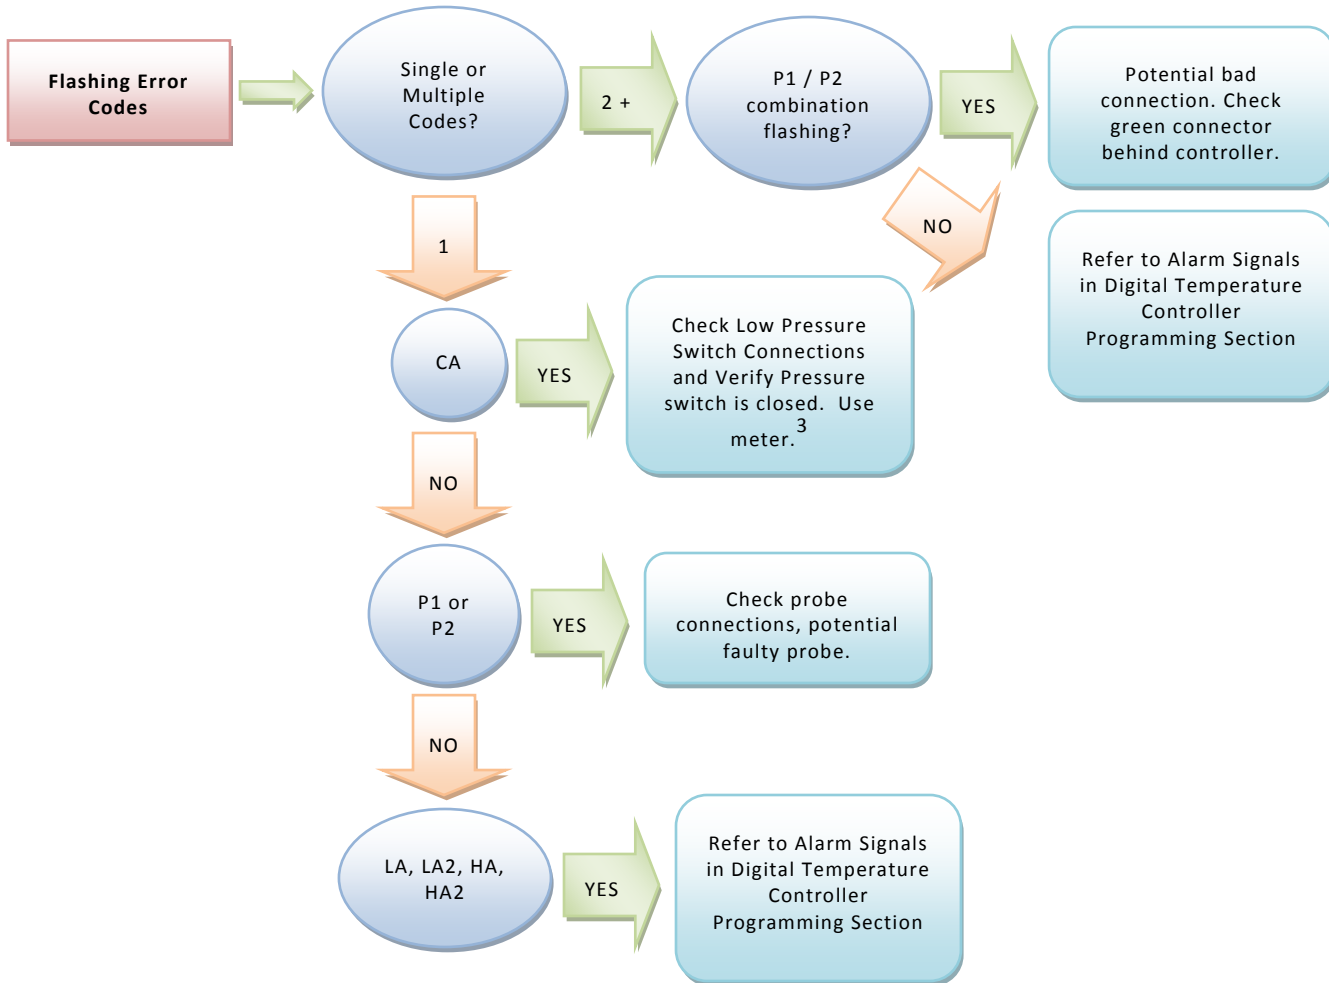 Flashing Error
Codes
Single or
Multiple
Codes?
2 +
P1 / P2
combination
flashing?
YES
Potential bad
connection. Check
green connector
behind controller.
NO
Refer to Alarm Signals
in Digital Temperature
Controller
Programming Section
1
CA
YES
Check Low Pressure
Switch Connections
and Verify Pressure
switch is closed. Use
meter.3
NO
P1 or
P2
YES
Check probe
connections, potential
faulty probe.
NO
LA, LA2, HA,
HA2
YES
Refer to Alarm Signals
in Digital Temperature
Controller
Programming Section